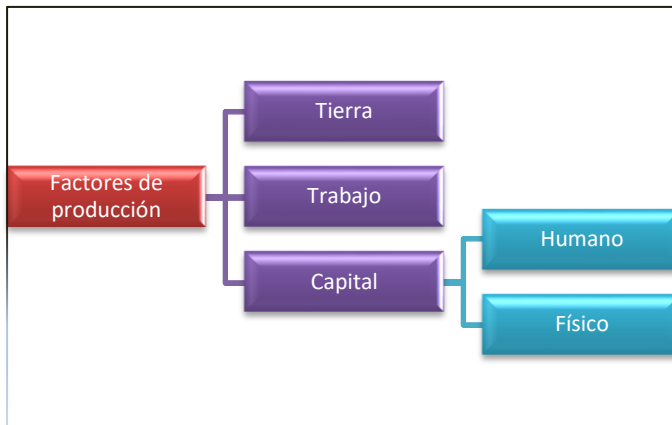 Factores de
producción
Tierra
Trabajo
Capital
Humano
Físico